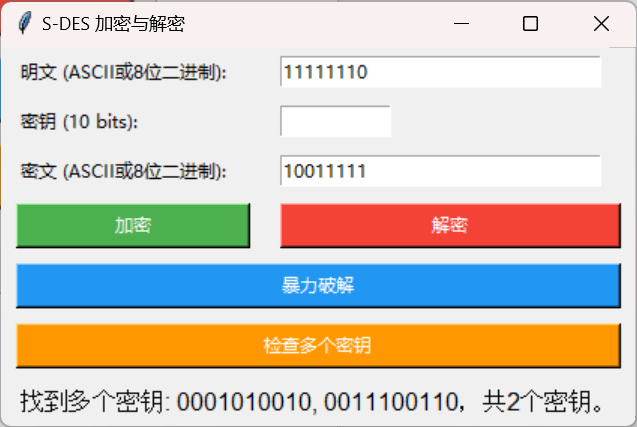 S-DES 加密与解密
明文 (ASCII或8位二进制): 11111110
密钥 (10 bits):
密文 (ASCII或8位二进制): 10011111
加密 解密
暴力破解
检查多个密钥
找到多个密钥: 0001010010, 0011100110，共2个密钥。